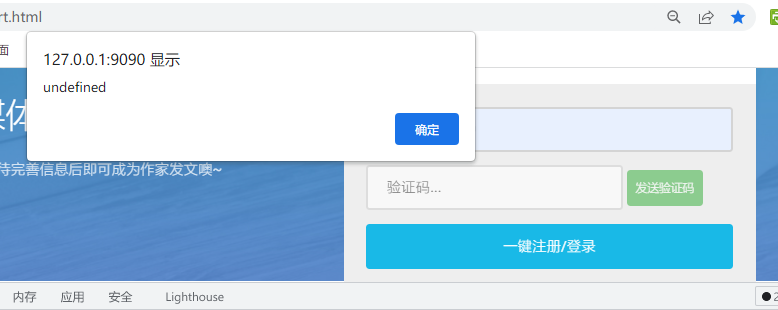 rt.html
面
127.0.0.1:9090 显示
undefined
确定
媒体
待完善信息后即可成为作家发文噢~
验证码...
发送验证码
一键注册/登录
内存 应用 安全 Lighthouse
2